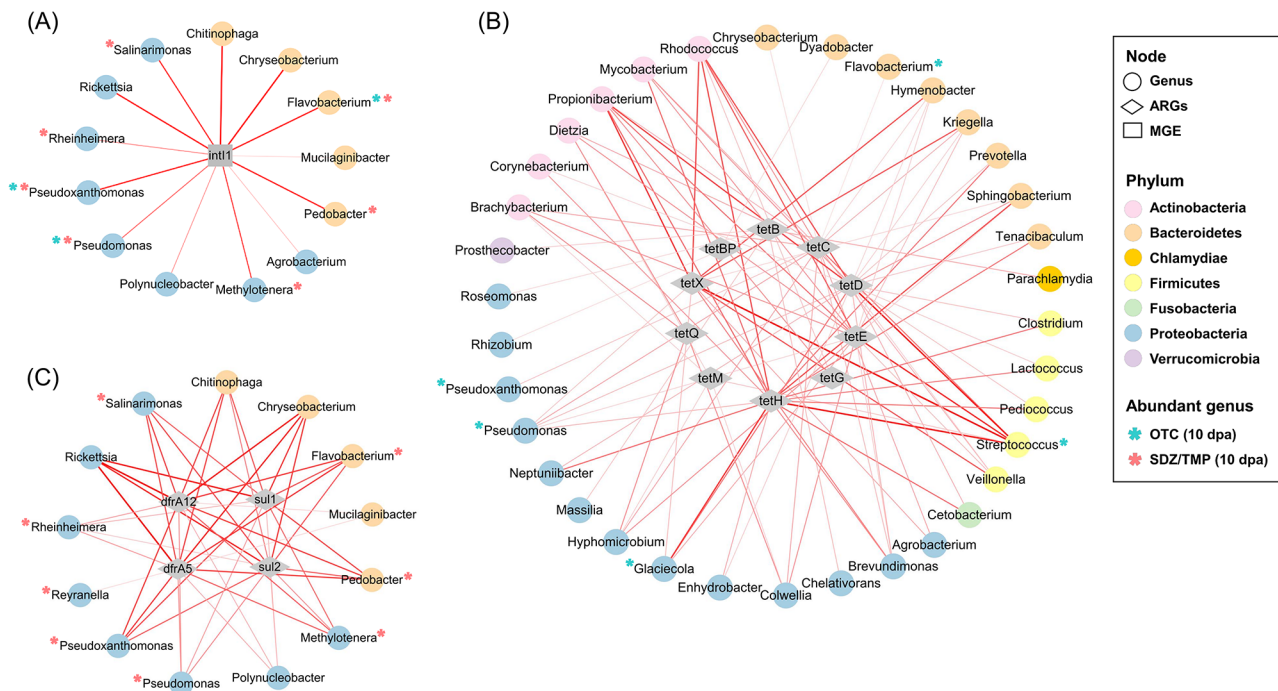 (A)
Chitinophaga
*Salinarimonas
Chryseobacterium
Rickettsia
Flavobacterium**
*Rheinheimera
intI1
Mucilaginibacter
**Pseudoxanthomonas
Pedobacter*
**Pseudomonas
Agrobacterium
Polynucleobacter
Methylotenera*
(B)
Chryseobacterium
Rhodococcus
Dyadobacter
Flavobacterium*
Mycobacterium
Hymenobacter
Propionibacterium
Kriegella
Dietzia
Prevotella
Corynebacterium
Sphingobacterium
Brachybacterium
tetB
tetBP
tetC
Tenacibaculum
Prosthecobacter
tetX
tetD
Parachlamydia
Roseomonas
Clostridium
Rhizobium
tetQ
tetE
Lactococcus
*Pseudoxanthomonas
tetM
tetG
tetH
Pediococcus
*Pseudomonas
Streptococcus*
Neptuniibacter
Veillonella
Massilia
Cetobacterium
Hyphomicrobium
Agrobacterium
*Glaciecola
Brevundimonas
Enhydrobacter
Colwellia
Chelativorans
(C)
Chitinophaga
*Salinarimonas
Chryseobacterium
Rickettsia
Flavobacterium*
dfrA12
sul1
Mucilaginibacter
*Rheinheimera
dfrA5
sul2
Pedobacter*
*Reyranella
Methylotenera*
*Pseudoxanthomonas
*Pseudomonas
Polynucleobacter
Node
Genus
ARGs
MGE
Phylum
Actinobacteria
Bacteroidetes
Chlamydiae
Firmicutes
Fusobacteria
Proteobacteria
Verrucomicrobia
Abundant genus
* OTC (10 dpa)
* SDZ/TMP (10 dpa)